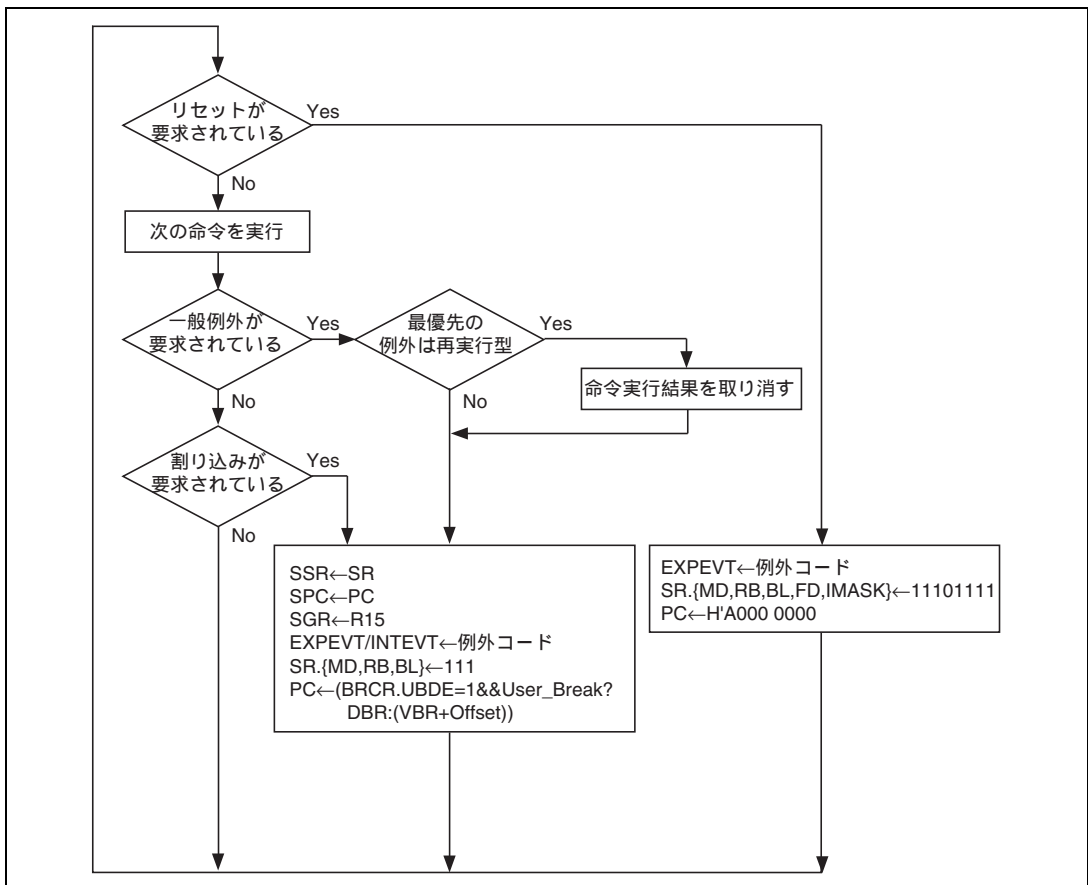 リセットが
要求されている
Yes
No
次の命令を実行
一般例外が
要求されている
Yes
No
最優先の
例外は再実行型
Yes
No
命令実行結果を取り消す
割り込みが
要求されている
Yes
No
SSR←SR
SPC←PC
SGR←R15
EXPEVT/INTEVT←例外コード
SR.{MD,RB,BL}←111
PC←(BRCR.UBDE=1&&User_Break?
DBR:(VBR+Offset))
EXPEVT←例外コード
SR.{MD,RB,BL,FD,IMASK}←11101111
PC←H'A000 0000